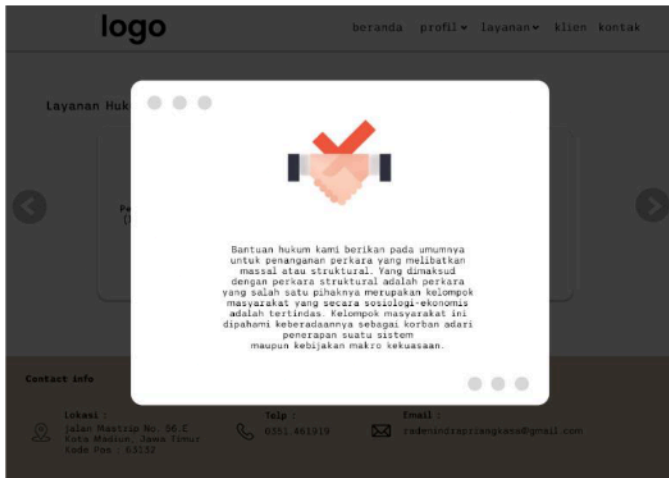 logo
beranda profil layanan klien kontak
Layanan Huk
Bantuan hukum kami berikan pada umumnya
untuk penanganan perkara yang melibatkan
massal atau struktural. Yang dimaksud
dengan perkara struktural adalah perkara
yang salah satu pihaknya merupakan kelompok
masyarakat yang secara sosiologi-ekonomis
adalah tertindas. Kelompok masyarakat ini
dipahami keberadaannya sebagai korban adari
penerapan suatu sistem
maupun kebijakan makro kekuasaan.
Contact info
Lokasi :
jalan Mastrip No. 56.E
Kota Madiun, Jawa Timur
Kode Pos : 63132
Telp :
0351.461919
Email :
radenindrapriangkasa@gmail.com